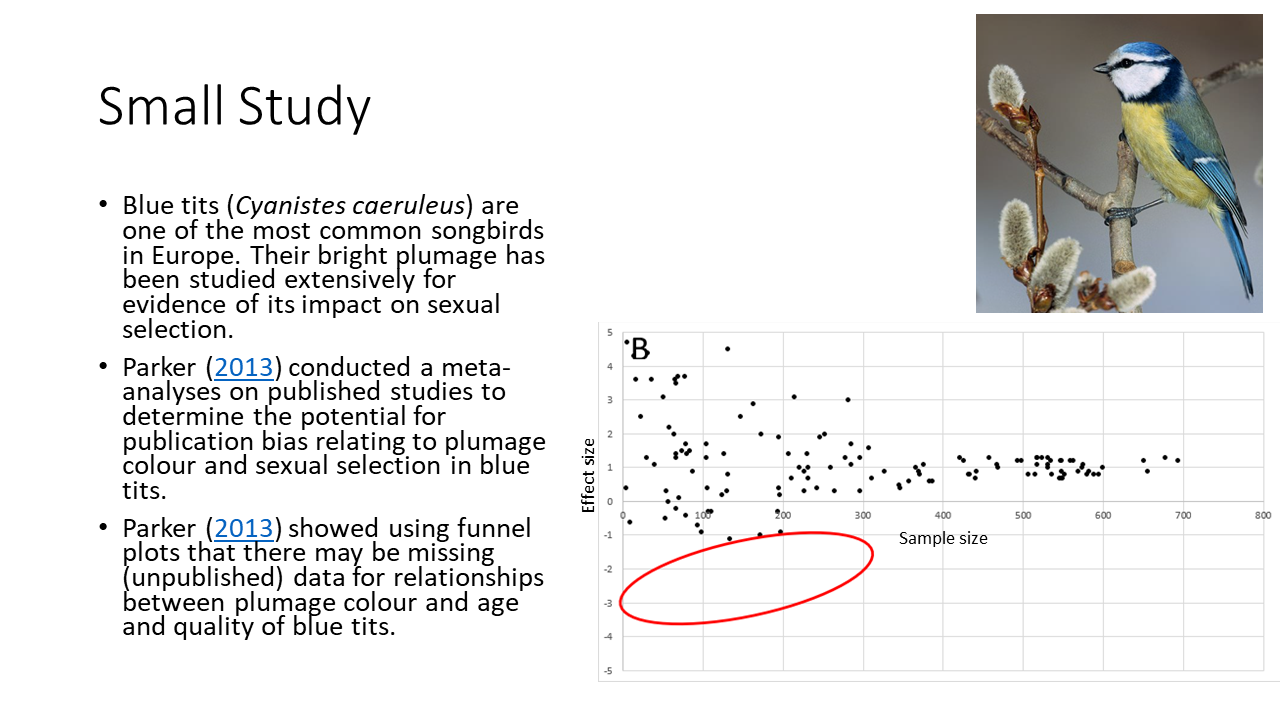 Small Study
• Blue tits (Cyanistes caeruleus) are
one of the most common songbirds
in Europe. Their bright plumage has
been studied extensively for
evidence of its impact on sexual
selection.
• Parker (2013) conducted a meta-
analyses on published studies to
determine the potential for
publication bias relating to plumage
colour and sexual selection in blue
tits.
• Parker (2013) showed using funnel
plots that there may be missing
(unpublished) data for relationships
between plumage colour and age
and quality of blue tits.
B
5
4
3
2
1
0
-1
-2
-3
-4
-5
Effect size
0 100 200 300 400 500 600 700 800
Sample size